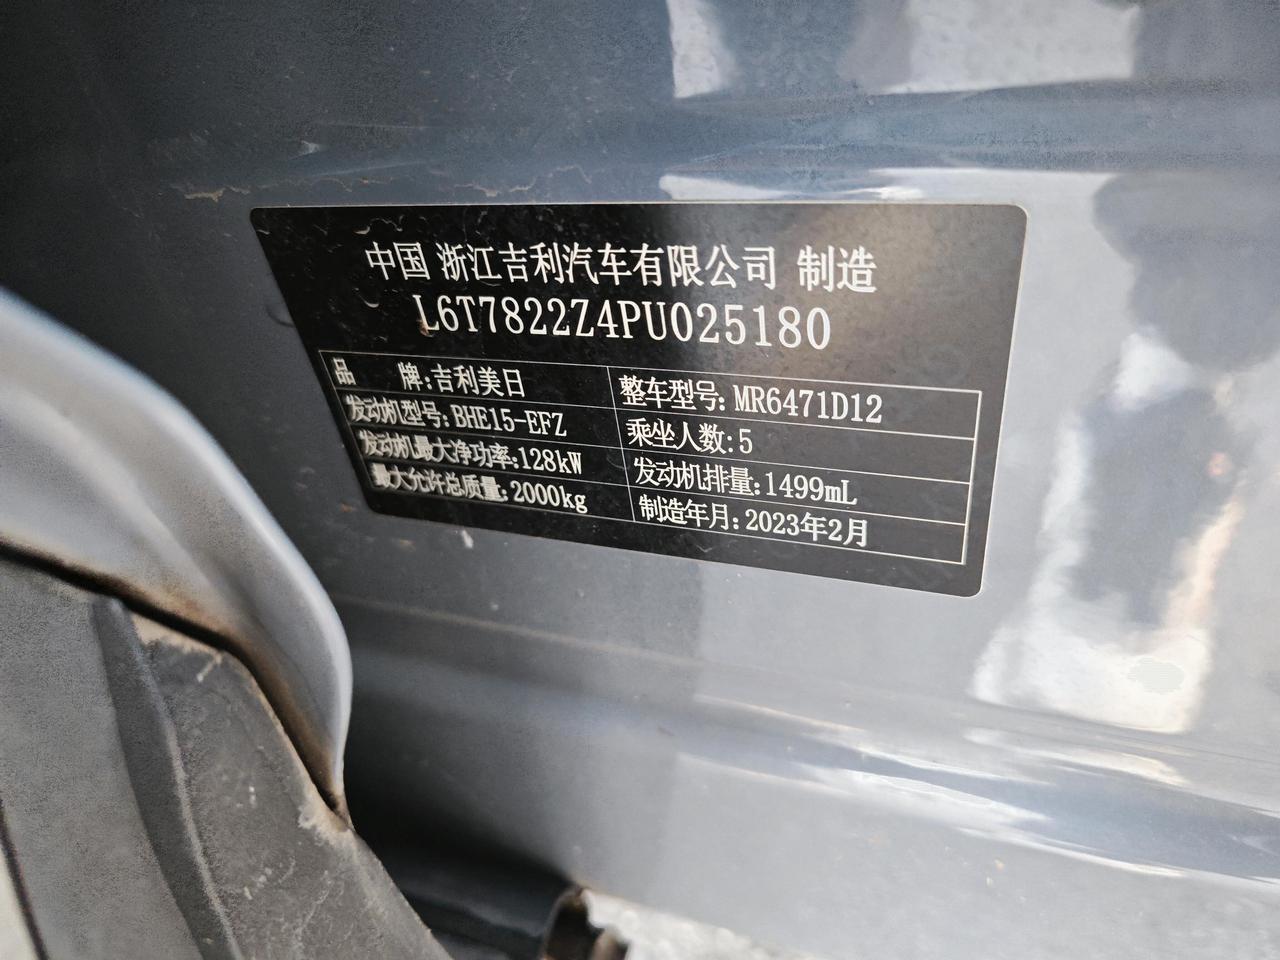 中国 浙江吉利汽车有限公司 制造
L6T7822Z4PU025180
品 牌:吉利美日 整车型号:MR6471D12
发动机型号:BHE15-EFZ 乘坐人数:5
发动机最大净功率:128kW 发动机排量:1499mL
最大允许总质量:2000kg 制造年月:2023年2月